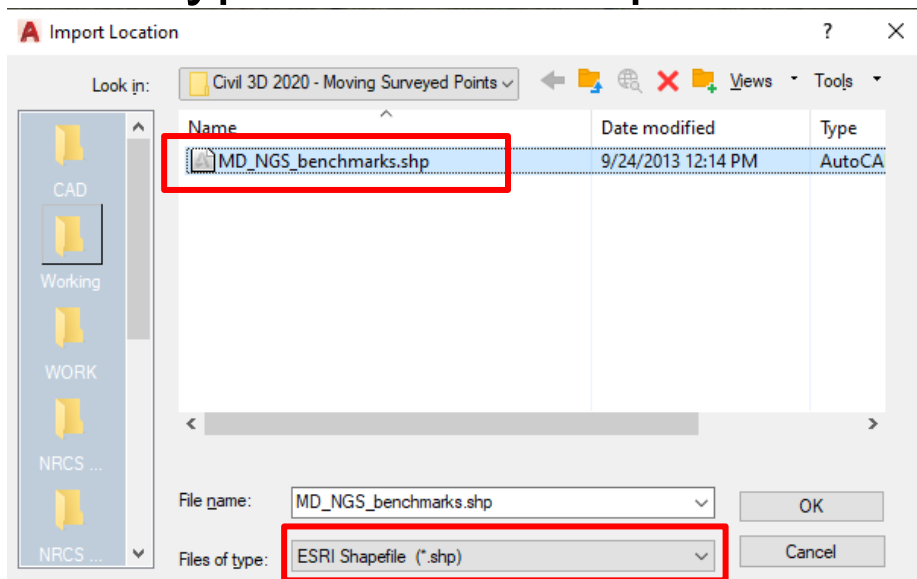 Import Location ? ×
Look in: Civil 3D 2020 - Moving Surveyed Points Views Tools
Name Date modified Type
MD_NGS_benchmarks.shp 9/24/2013 12:14 PM AutoCA
CAD
Working
WORK
NRCS ...
NRCS ...
File name: MD_NGS_benchmarks.shp OK
Files of type: ESRI Shapefile (*.shp) Cancel